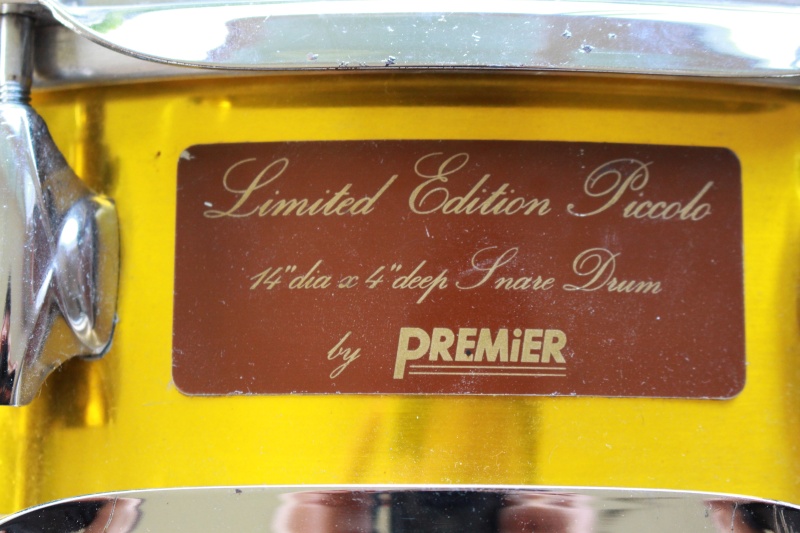 Limited Edition Piccolo
14"dia x 4"deep Snare Drum
by PREMiER